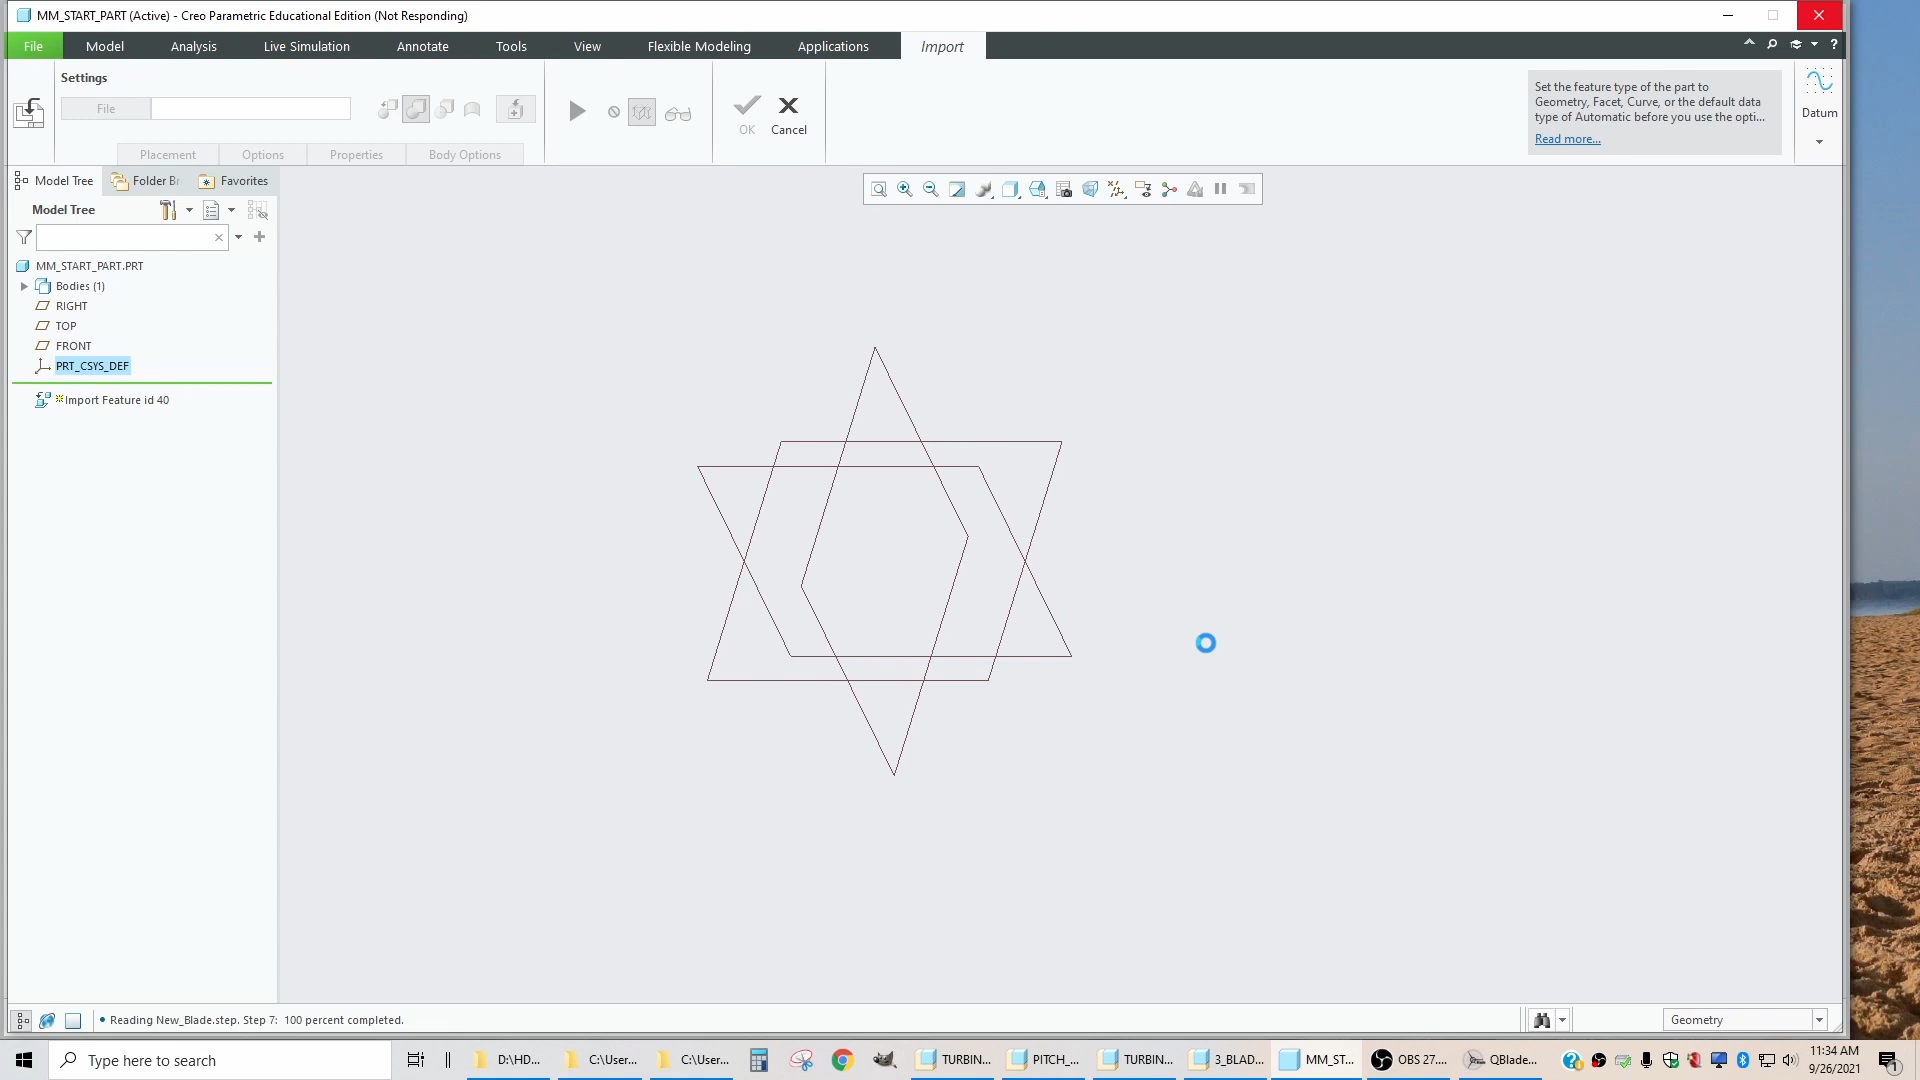 MM_START_PART (Active) - Creo Parametric Educational Edition (Not Responding)
File
Model
Analysis
Live Simulation
Annotate
Tools
View
Flexible Modeling
Applications
Import
?
Settings
File
OK
Cancel
Placement
Options
Properties
Body Options
Set the feature type of the part to
Geometry, Facet, Curve, or the default data
type of Automatic before you use the opti...
Read more...
Datum
Model Tree
Folder Br
Favorites
Model Tree
MM_START_PART.PRT
Bodies (1)
RIGHT
TOP
FRONT
PRT_CSYS_DEF
Import Feature id 40
• Reading New_Blade.step. Step 7: 100 percent completed.
Geometry
Type here to search
D:\HD...
C:\User...
C:\User...
TURBIN...
PITCH_...
TURBIN...
3_BLAD...
MM_ST...
OBS 27....
QBlade...
11:34 AM
9/26/2021
1